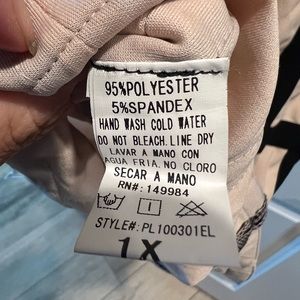 95%POLYESTER
5%SPANDEX
HAND WASH COLD WATER
DO NOT BLEACH.LINE DRY
LAVAR A MANO CON
AGUA FRIA. NO CLORO
SECAR A MANO
RN#: 149984
STYLE#: PL100301EL
1X